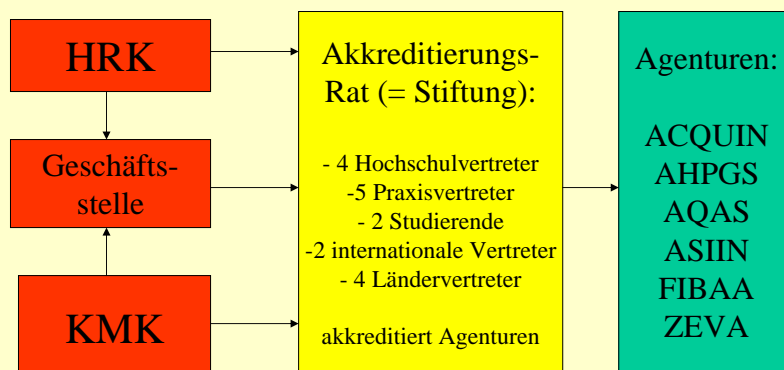 HRK
Geschäfts-
stelle
KMK
Akkreditierungs-
Rat (= Stiftung):
- 4 Hochschulvertreter
-5 Praxisvertreter
- 2 Studierende
-2 internationale Vertreter
- 4 Ländervertreter
akkreditiert Agenturen
Agenturen:
ACQUIN
AHPGS
AQAS
ASIIN
FIBAA
ZEVA